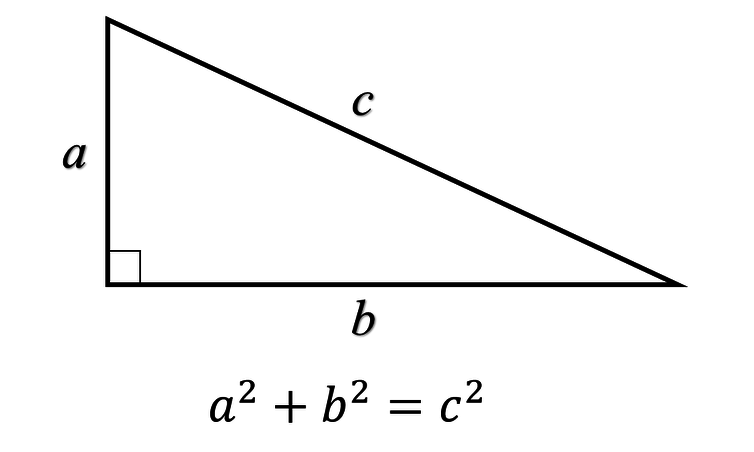 c
a
b
a² + b² = c²